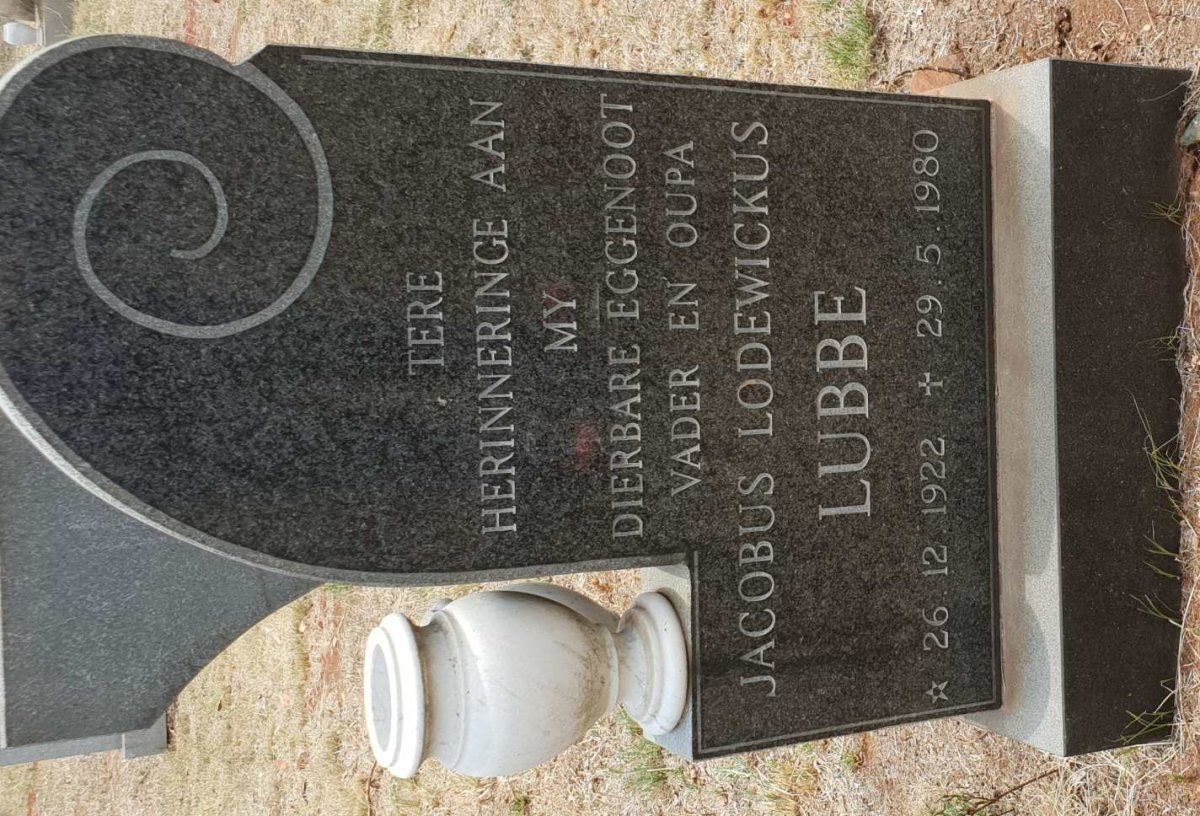 TERE
HERINNERINGE AAN
MY
DIERBARE EGGENOOT
VADER EN OUPA
JACOBUS LODEWICKUS
LUBBE
☆ 26.12.1922 ✝ 29.5.1980